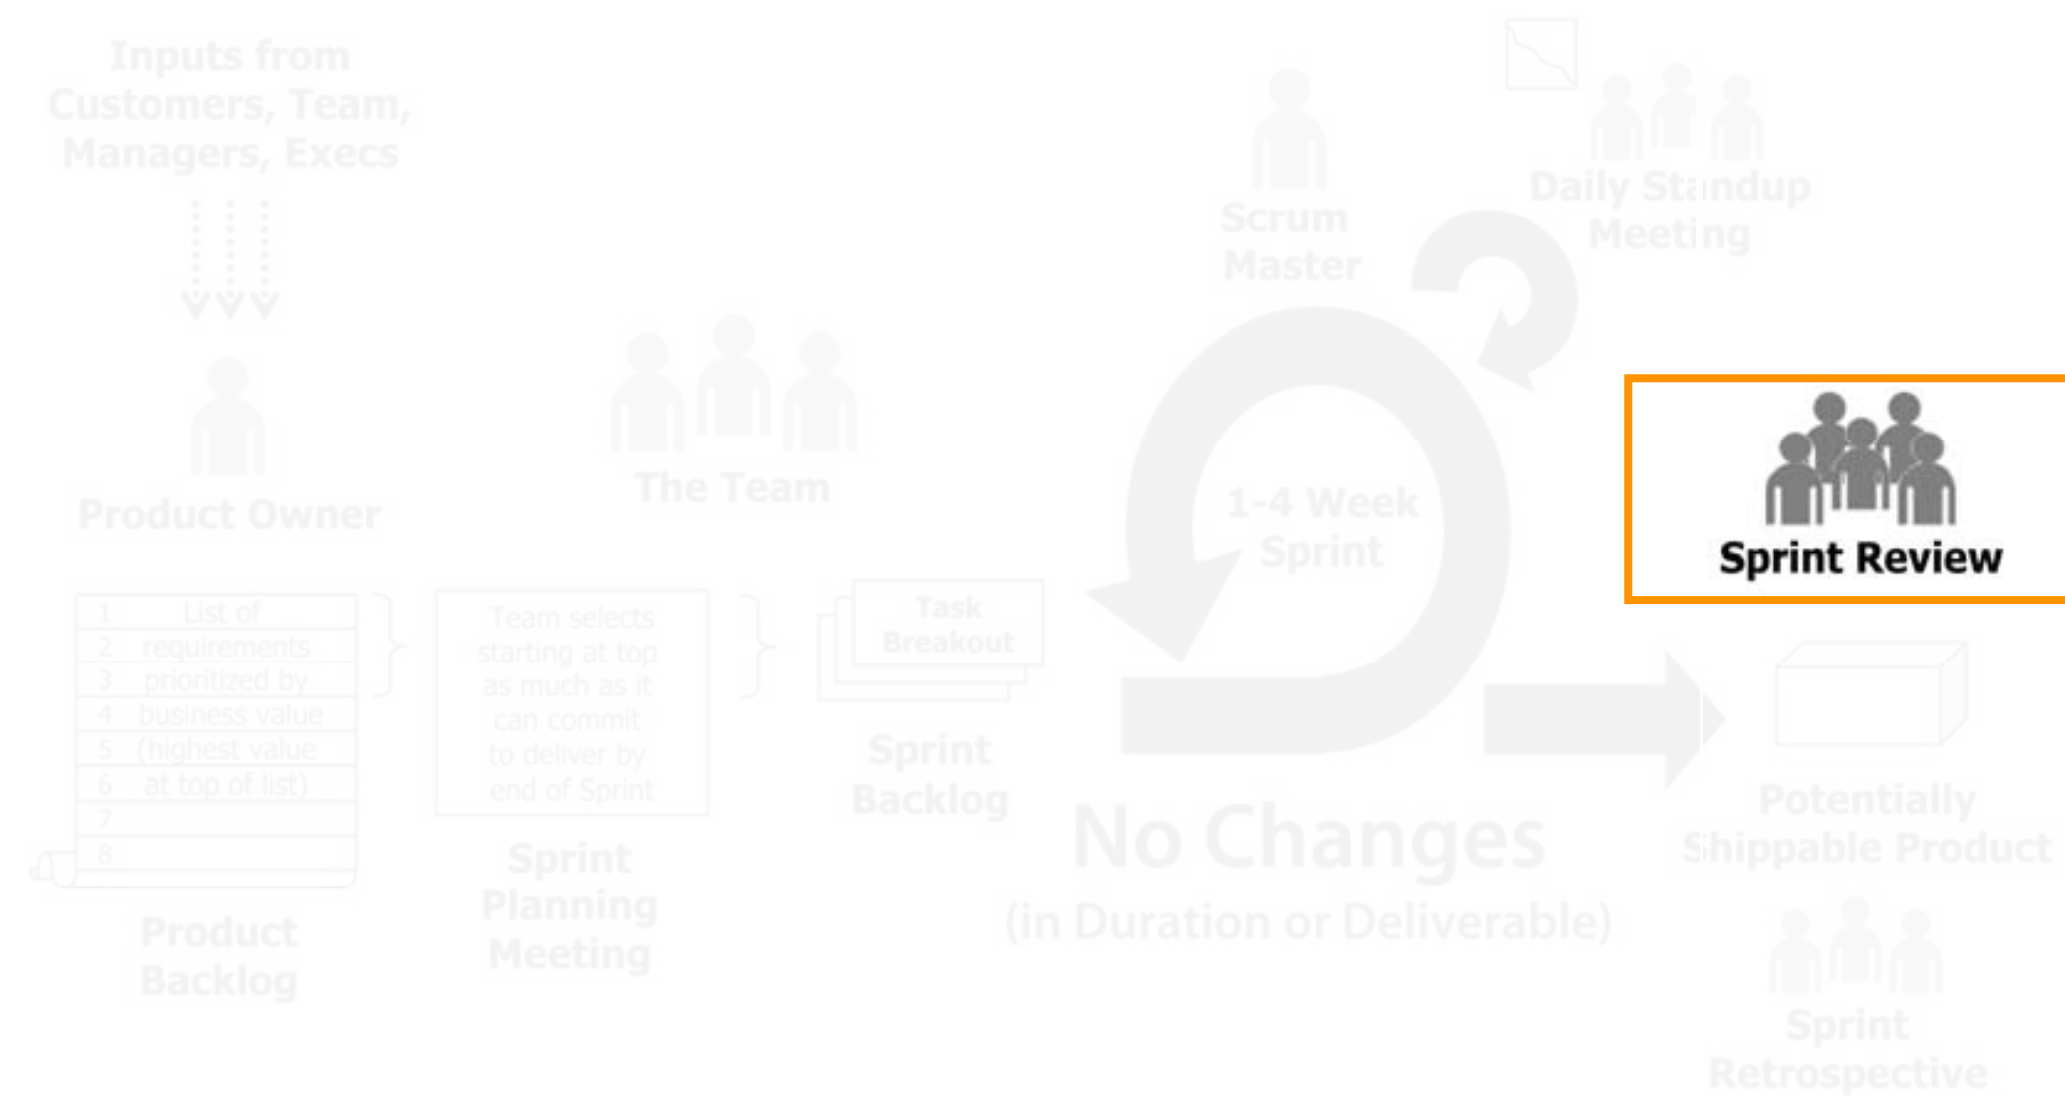 Inputs from
Customers, Team,
Managers, Execs
Product Owner
1 List of
2 requirements
3 prioritized by
4 business value
5 (highest value
6 at top of list)
7
8
Product
Backlog
The Team
Team selects
starting at top
as much as it
can commit
to deliver by
end of Sprint
Sprint
Planning
Meeting
Task
Breakout
Sprint
Backlog
Scrum
Master
Daily Standup
Meeting
1-4 Week
Sprint
No Changes
(in Duration or Deliverable)
Sprint Review
Potentially
Shippable Product
Sprint
Retrospective